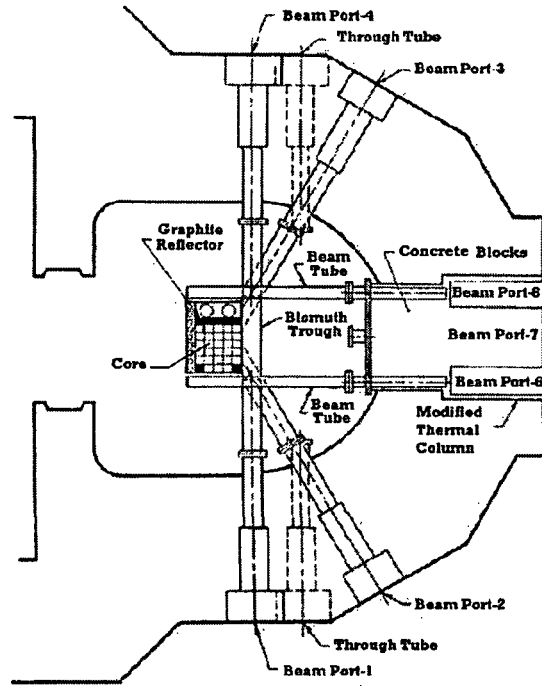 Beam Port-4
Through Tube
Beam Port-3
Graphite
Reflector
Beam
Tube
Concrete Blocks
Beam Port-6
Bismuth
Trough
Beam Port-7
Core
Beam Port-6
Beam
Tube
Modified
Thermal
Column
Beam Port-2
Through Tube
Beam Port-1